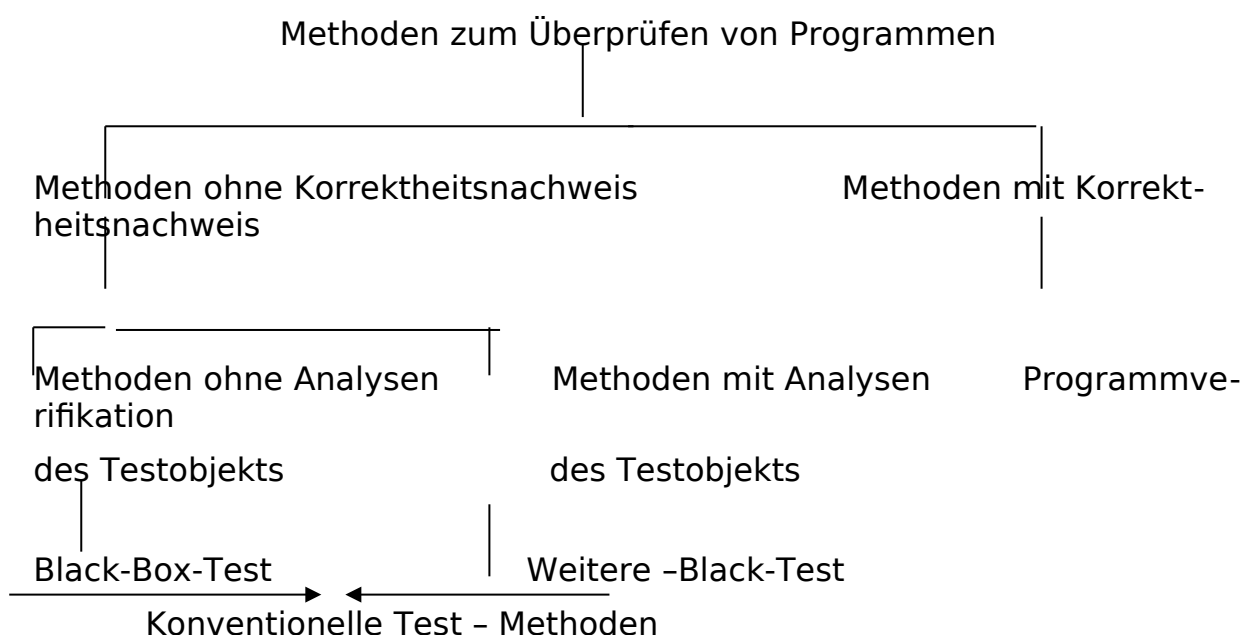 Methoden zum Überprüfen von Programmen
Methoden ohne Korrektheitsnachweis Methoden mit Korrekt-
heitsnachweis
Methoden ohne Analysen Methoden mit Analysen Programmve-
rifikation
des Testobjekts des Testobjekts
Black-Box-Test Weitere –Black-Test
Konventionelle Test – Methoden